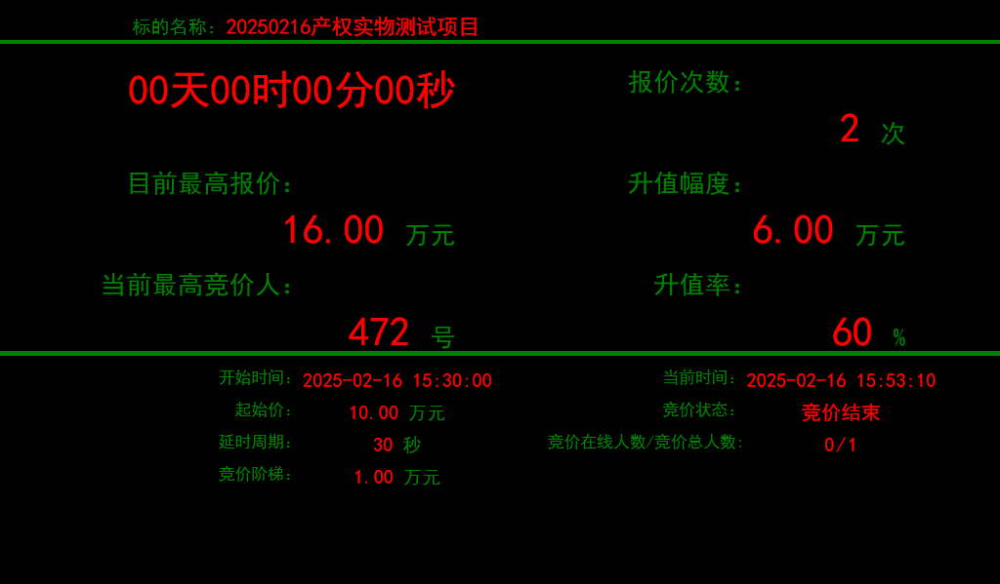 标的名称：20250216产权实物测试项目
00天00时00分00秒
报价次数：
2 次
目前最高报价：
升值幅度：
16.00 万元
6.00 万元
当前最高竞价人：
升值率：
472 号
60 %
开始时间：2025-02-16 15:30:00
当前时间：2025-02-16 15:53:10
起始价：10.00 万元
竞价状态：竞价结束
延时周期：30 秒
竞价在线人数/竞价总人数：0/1
竞价阶梯：1.00 万元